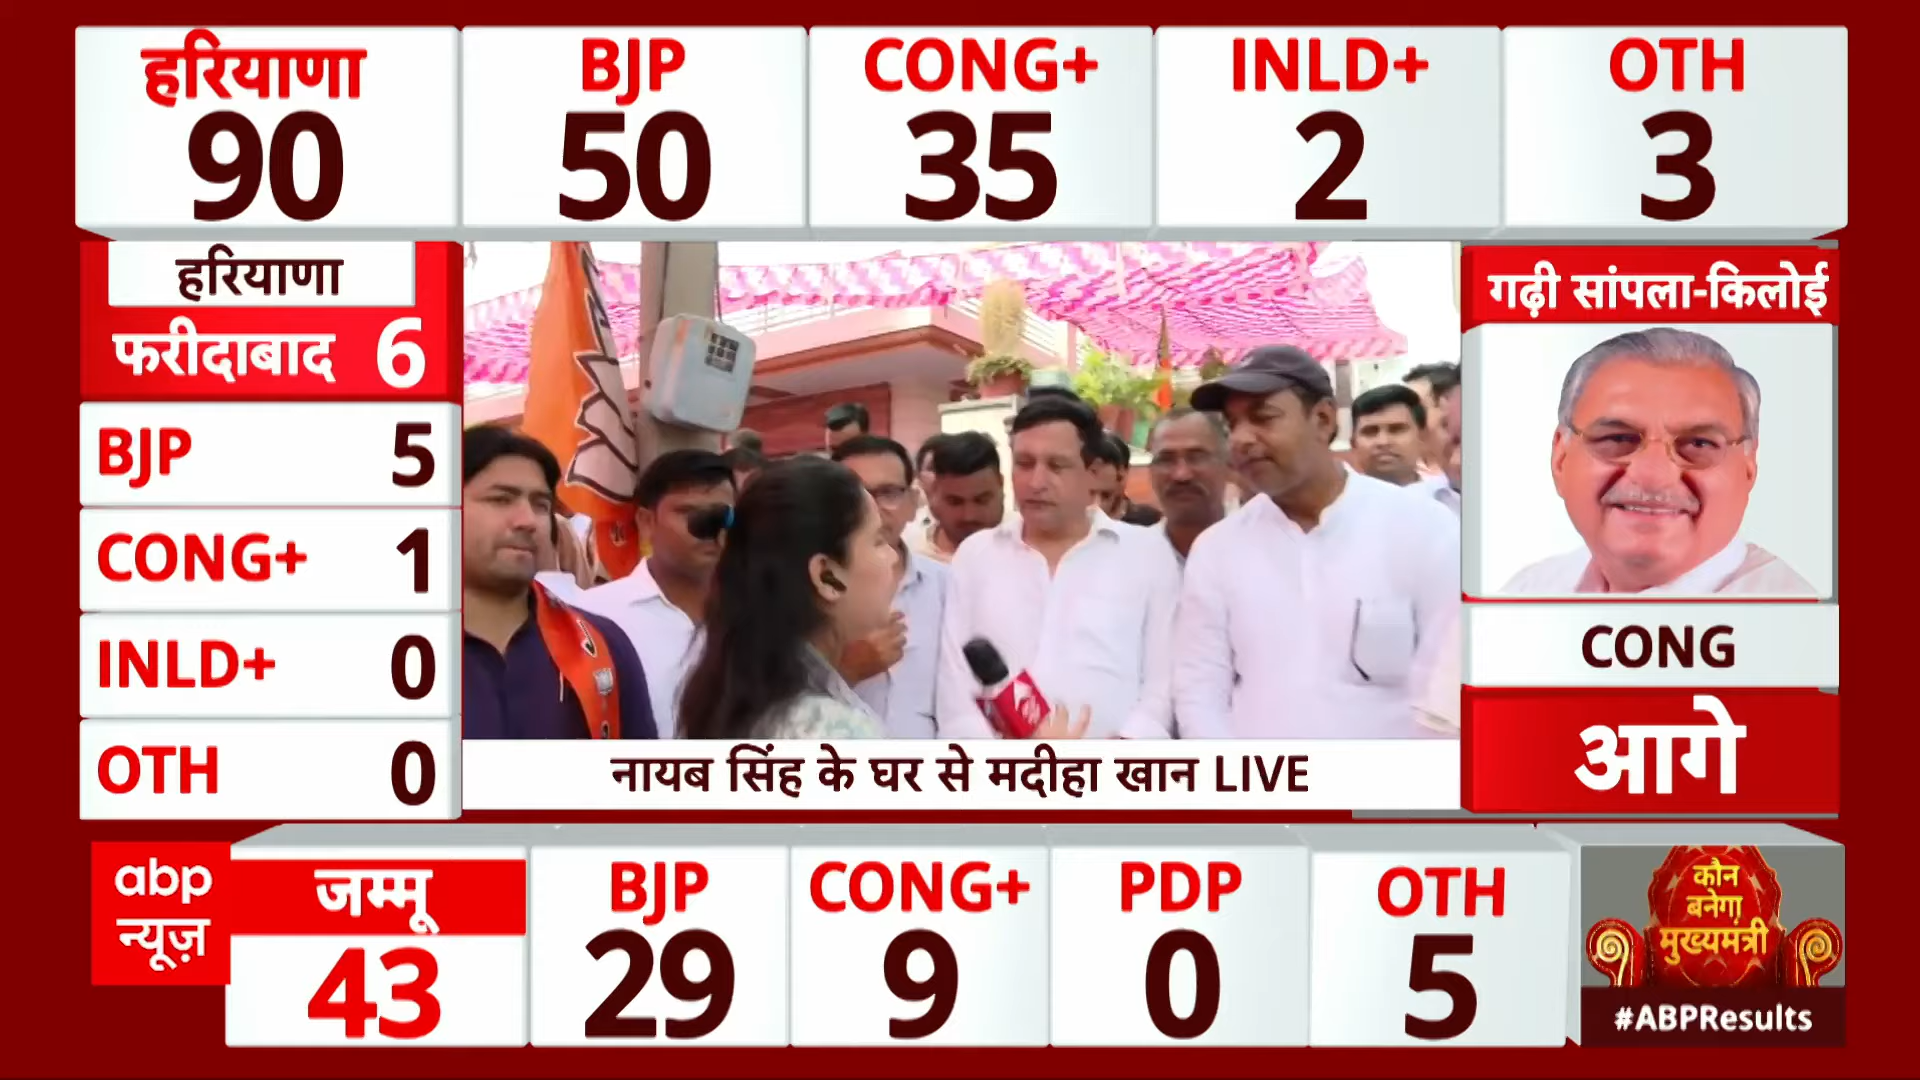 हरियाणा BJP CONG+ INLD+ OTH
90 50 35 2 3
हरियाणा
फरीदाबाद 6
BJP 5
CONG+ 1
INLD+ 0
OTH 0
नायब सिंह के घर से मदीहा खान LIVE
गढ़ी सांपला-किलोई
CONG
आगे
abp
न्यूज़
जम्मू BJP CONG+ PDP OTH
43 29 9 0 5
कौन
बनेगा
मुख्यमंत्री
#ABPResults